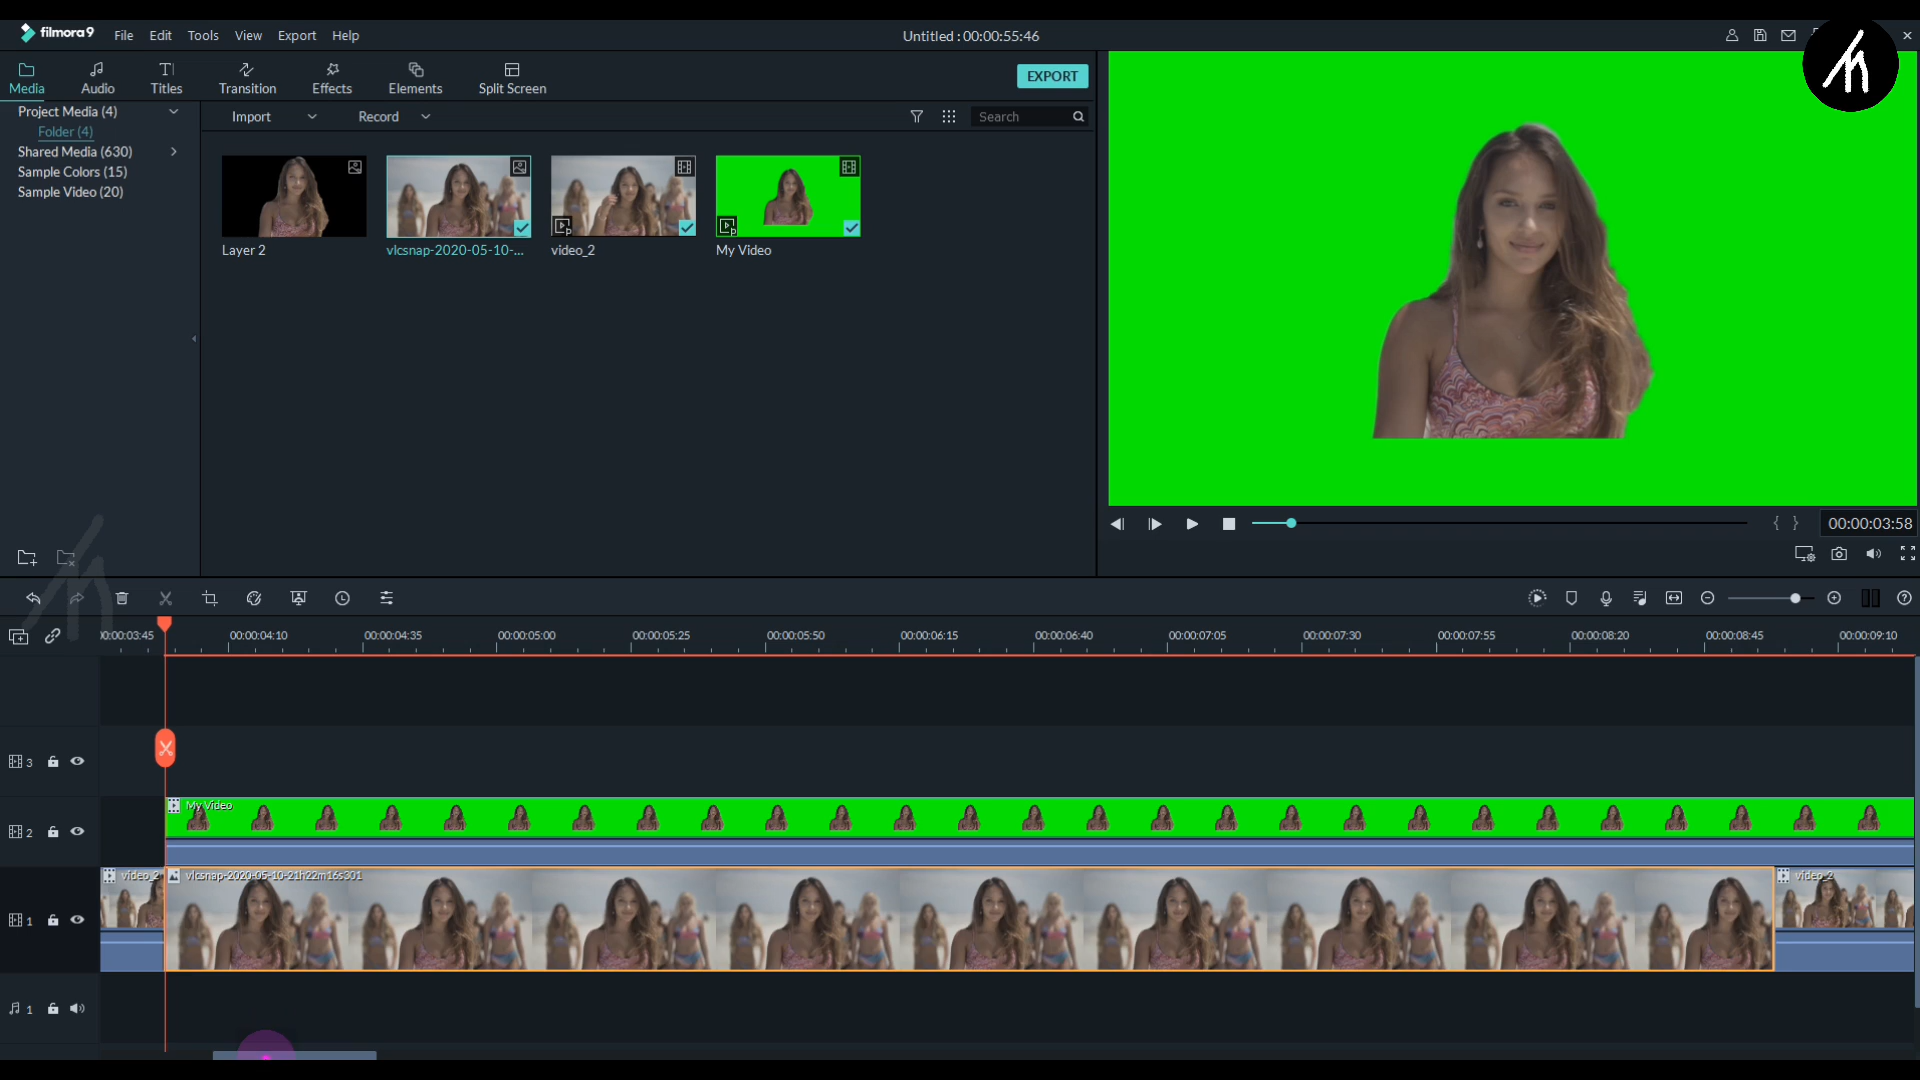 filmora9 File Edit Tools View Export Help Untitled : 00:00:55:46
Media Audio Titles Transition Effects Elements Split Screen EXPORT
Project Media (4)
Folder (4)
Shared Media (630)
Sample Colors (15)
Sample Video (20)
Import Record Search
Layer 2 vlcsnap-2020-05-10-... video_2 My Video
00:00:03:58
00:00:03:45 00:00:04:10 00:00:04:35 00:00:05:00 00:00:05:25 00:00:05:50 00:00:06:15 00:00:06:40 00:00:07:05 00:00:07:30 00:00:07:55 00:00:08:20 00:00:08:45 00:00:09:10
3
My Video
2
video_2 vlcsnap-2020-05-10-21h22m16s301 video_2
1
1